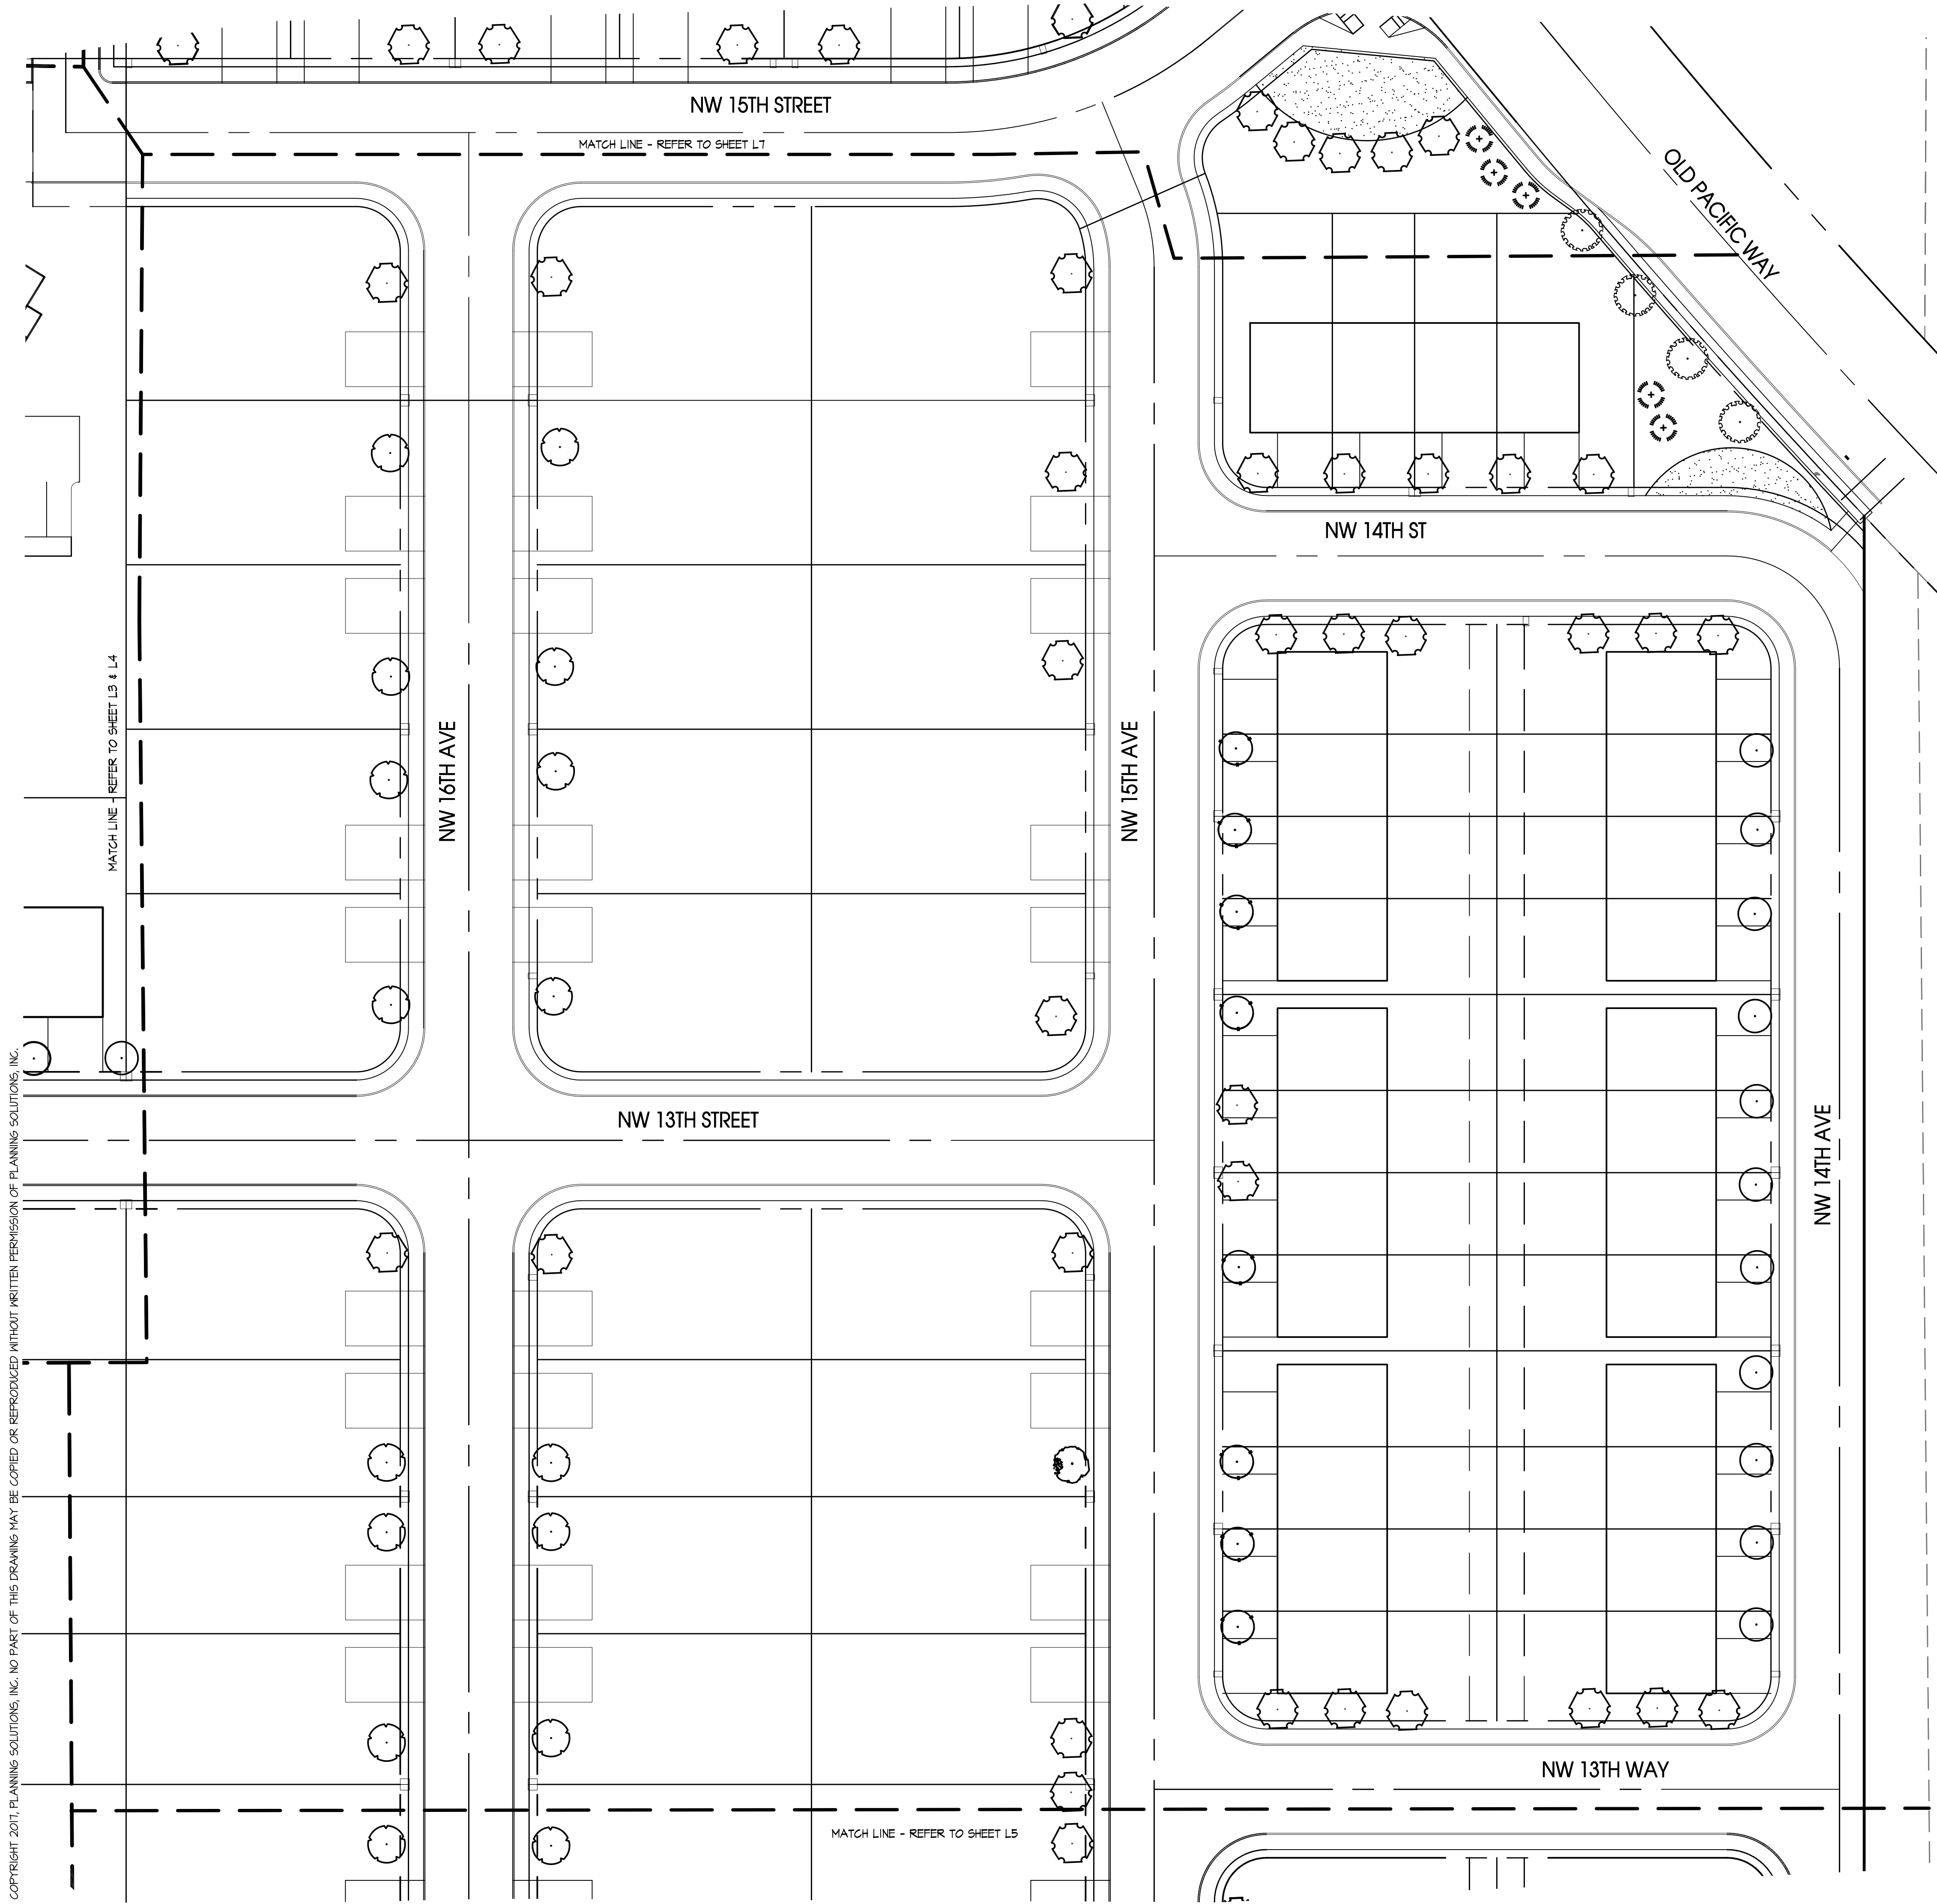 NW 15TH STREET
MATCH LINE - REFER TO SHEET L7
OLD PACIFIC WAY
NW 14TH ST
MATCH LINE - REFER TO SHEET L3 & L4
NW 16TH AVE
NW 15TH AVE
NW 13TH STREET
NW 14TH AVE
NW 13TH WAY
MATCH LINE - REFER TO SHEET L5
COPYRIGHT 2017, PLANNING SOLUTIONS, INC. NO PART OF THIS DRAWING MAY BE COPIED OR REPRODUCED WITHOUT WRITTEN PERMISSION OF PLANNING SOLUTIONS, INC.